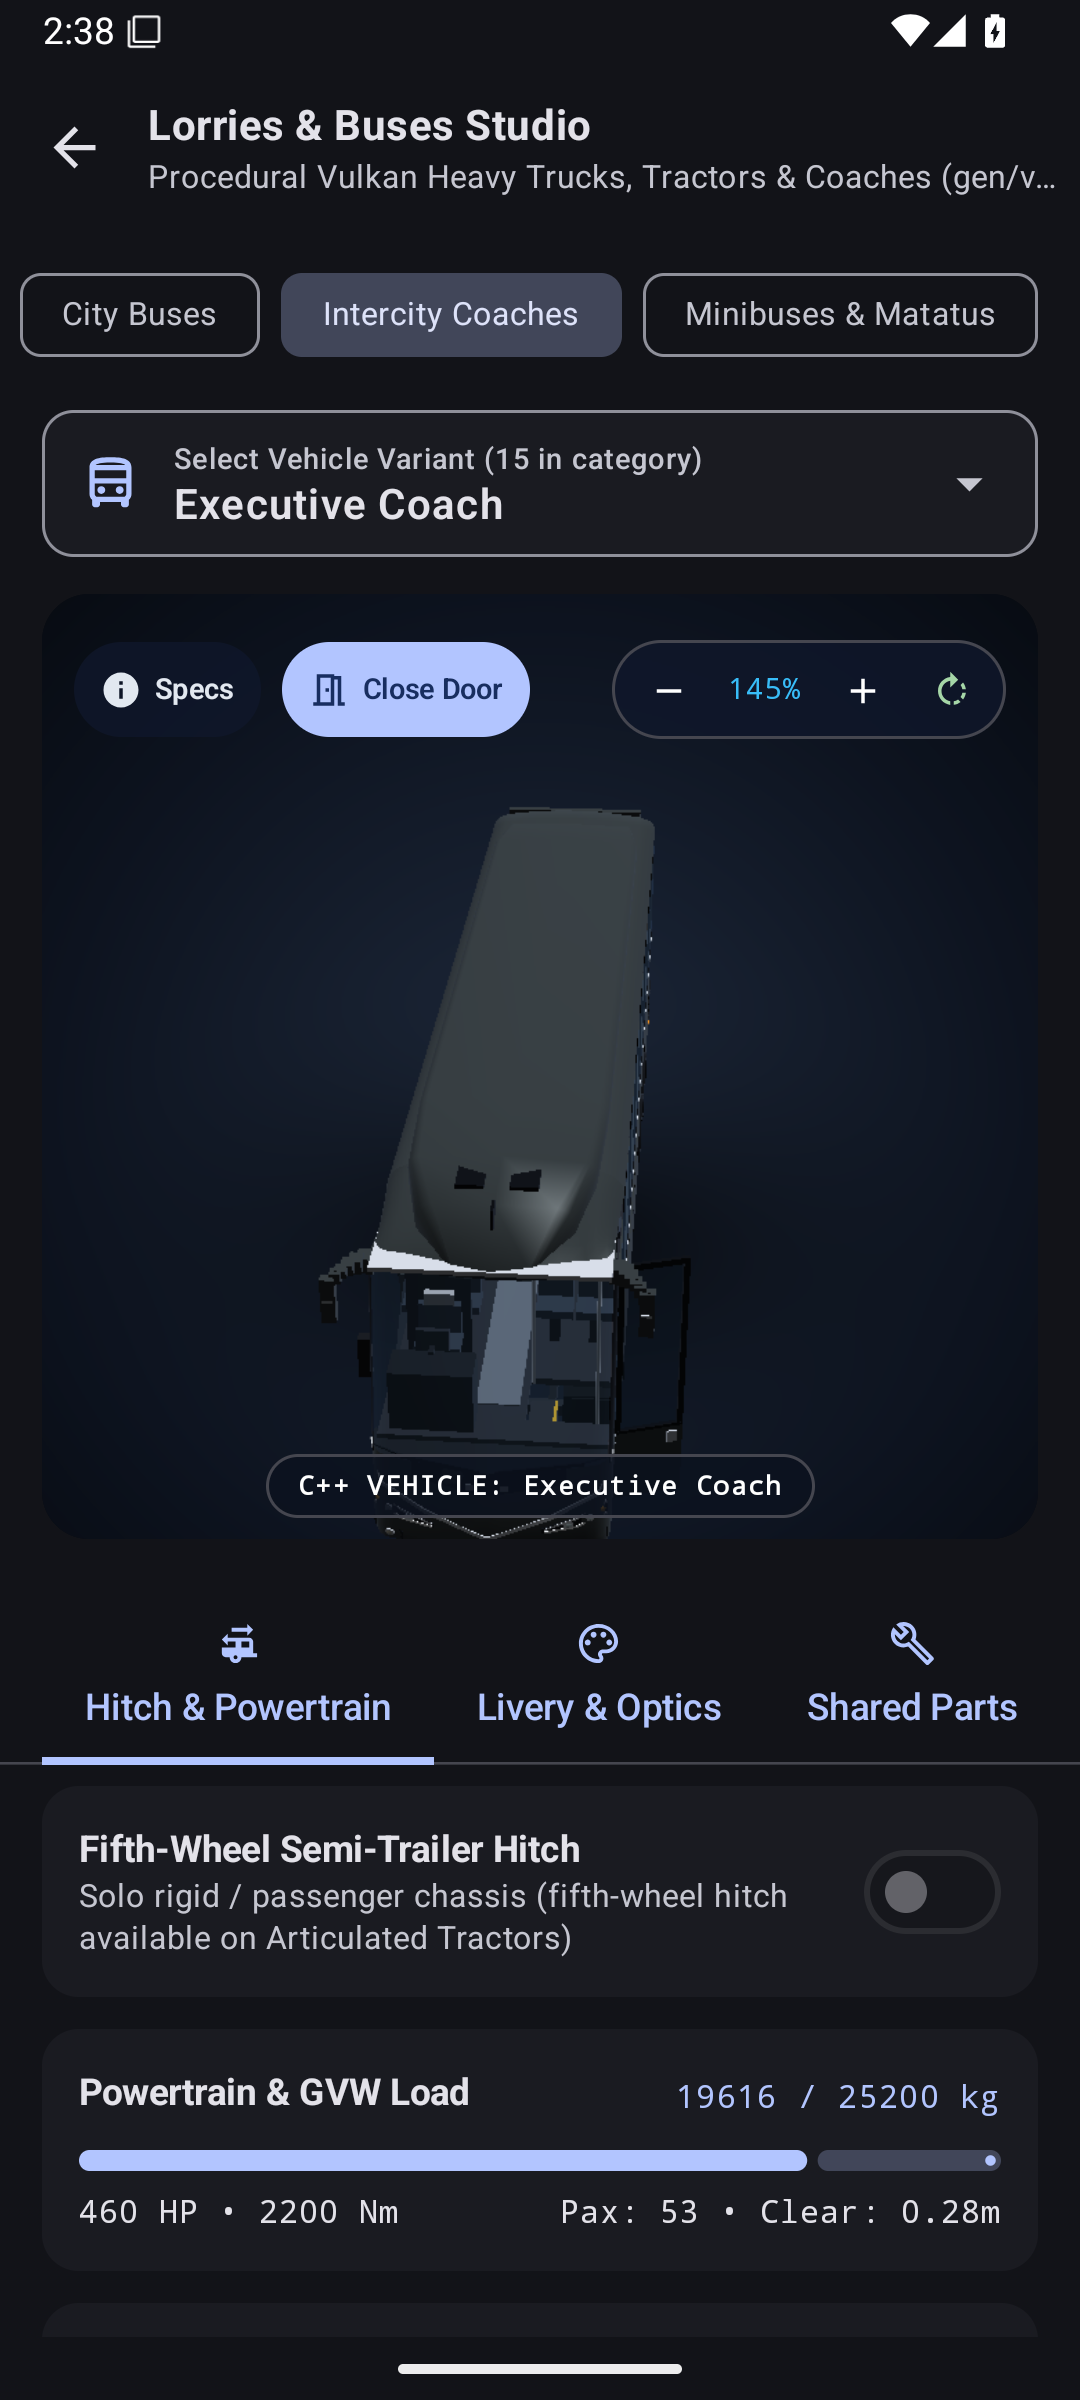 2:38
Lorries & Buses Studio
Procedural Vulkan Heavy Trucks, Tractors & Coaches (gen/v...
City Buses
Intercity Coaches
Minibuses & Matatus
Select Vehicle Variant (15 in category)
Executive Coach
Specs
Close Door
145%
C++ VEHICLE: Executive Coach
Hitch & Powertrain
Livery & Optics
Shared Parts
Fifth-Wheel Semi-Trailer Hitch
Solo rigid / passenger chassis (fifth-wheel hitch
available on Articulated Tractors)
Powertrain & GVW Load
19616 / 25200 kg
460 HP • 2200 Nm
Pax: 53 • Clear: 0.28m